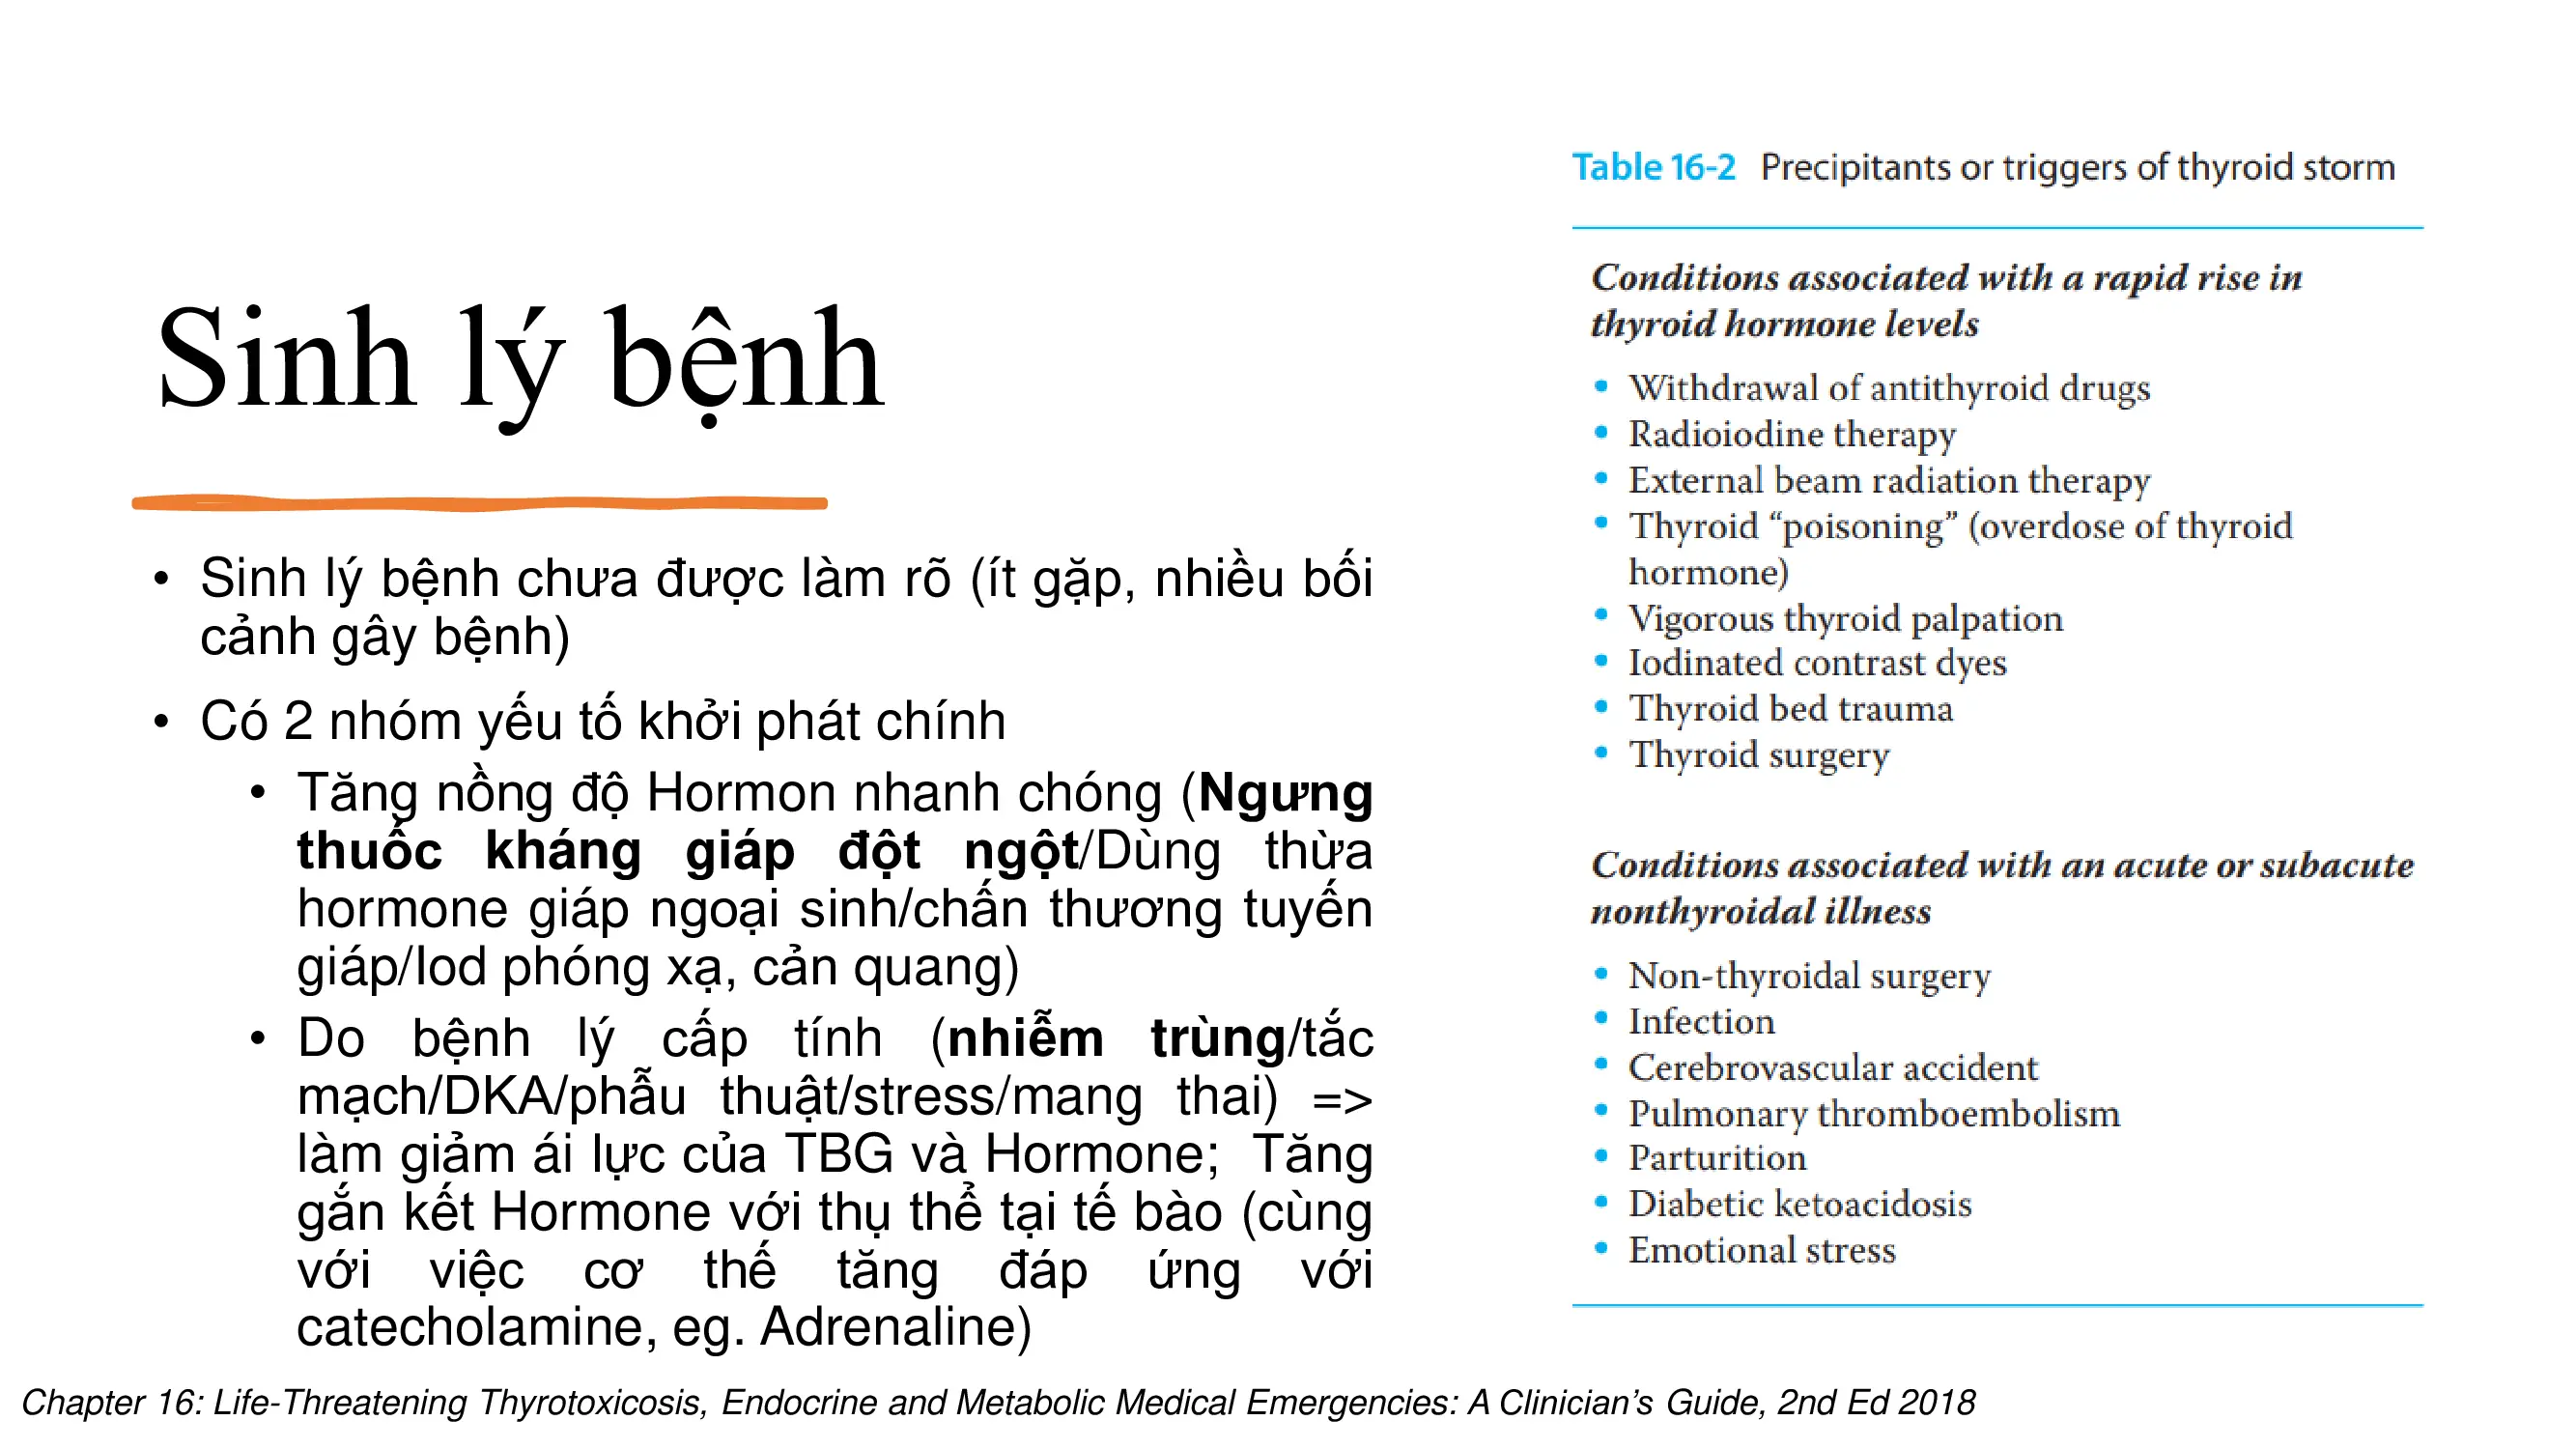 Sinh lý bệnh
• Sinh lý bệnh chưa được làm rõ (ít gặp, nhiều bối
cảnh gây bệnh)
• Có 2 nhóm yếu tố khởi phát chính
• Tăng nồng độ Hormon nhanh chóng (Ngưng
thuốc kháng giáp đột ngột/Dùng thừa
hormone giáp ngoại sinh/chấn thương tuyến
giáp/Iod phóng xạ, cản quang)
• Do bệnh lý cấp tính (nhiễm trùng/tắc
mạch/DKA/phẫu thuật/stress/mang thai) =>
làm giảm ái lực của TBG và Hormone; Tăng
gắn kết Hormone với thụ thể tại tế bào (cùng
với việc cơ thế tăng đáp ứng với
catecholamine, eg. Adrenaline)
Table 16-2 Precipitants or triggers of thyroid storm
Conditions associated with a rapid rise in
thyroid hormone levels
• Withdrawal of antithyroid drugs
• Radioiodine therapy
• External beam radiation therapy
• Thyroid “poisoning” (overdose of thyroid
hormone)
• Vigorous thyroid palpation
• Iodinated contrast dyes
• Thyroid bed trauma
• Thyroid surgery
Conditions associated with an acute or subacute
nonthyroidal illness
• Non-thyroidal surgery
• Infection
• Cerebrovascular accident
• Pulmonary thromboembolism
• Parturition
• Diabetic ketoacidosis
• Emotional stress
Chapter 16: Life-Threatening Thyrotoxicosis, Endocrine and Metabolic Medical Emergencies: A Clinician’s Guide, 2nd Ed 2018